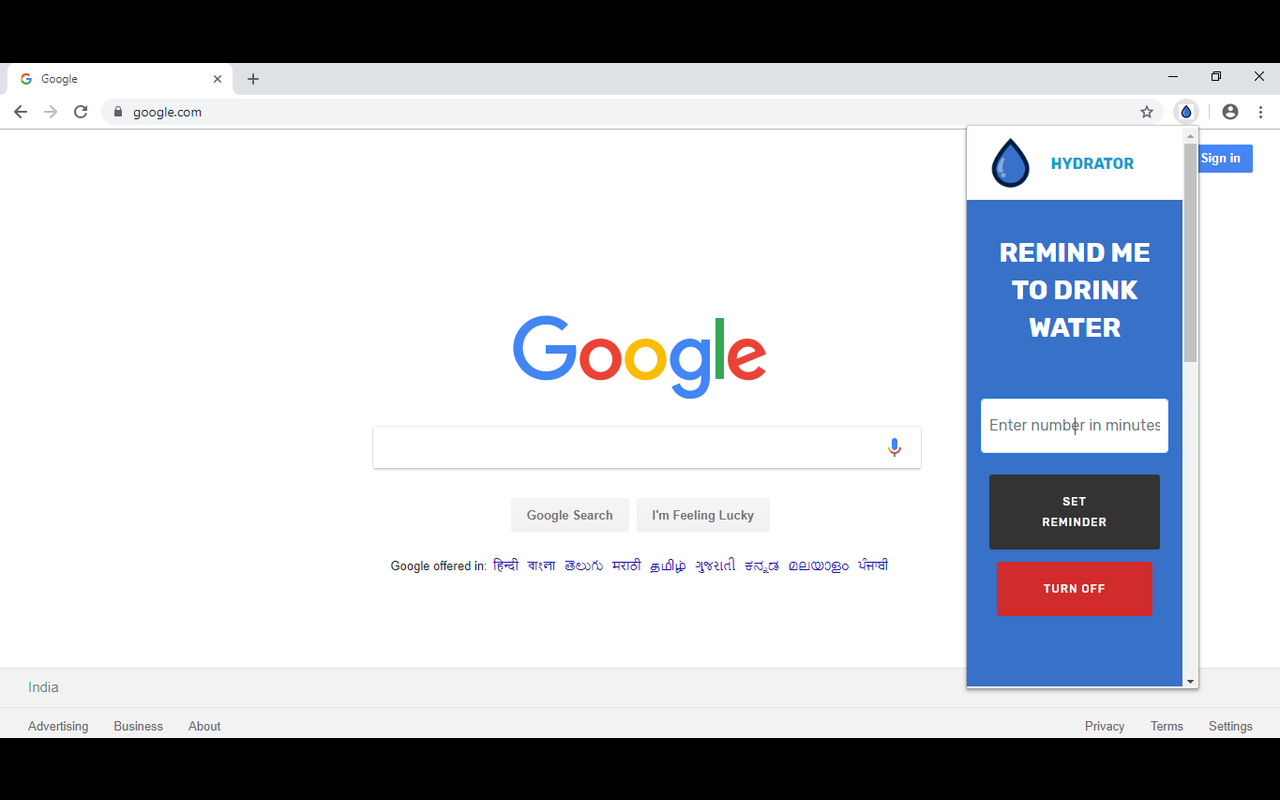 Google
google.com
HYDRATOR
Sign in
REMIND ME
TO DRINK
WATER
Google
Enter number in minutes
SET
REMINDER
Google Search I'm Feeling Lucky
TURN OFF
Google offered in: हिन्दी বাংলা తెలుగు मराठी தமிழ் ગુજરાતી ಕನ್ನಡ മലയാളം ਪੰਜਾਬੀ
India
Advertising Business About Privacy Terms Settings